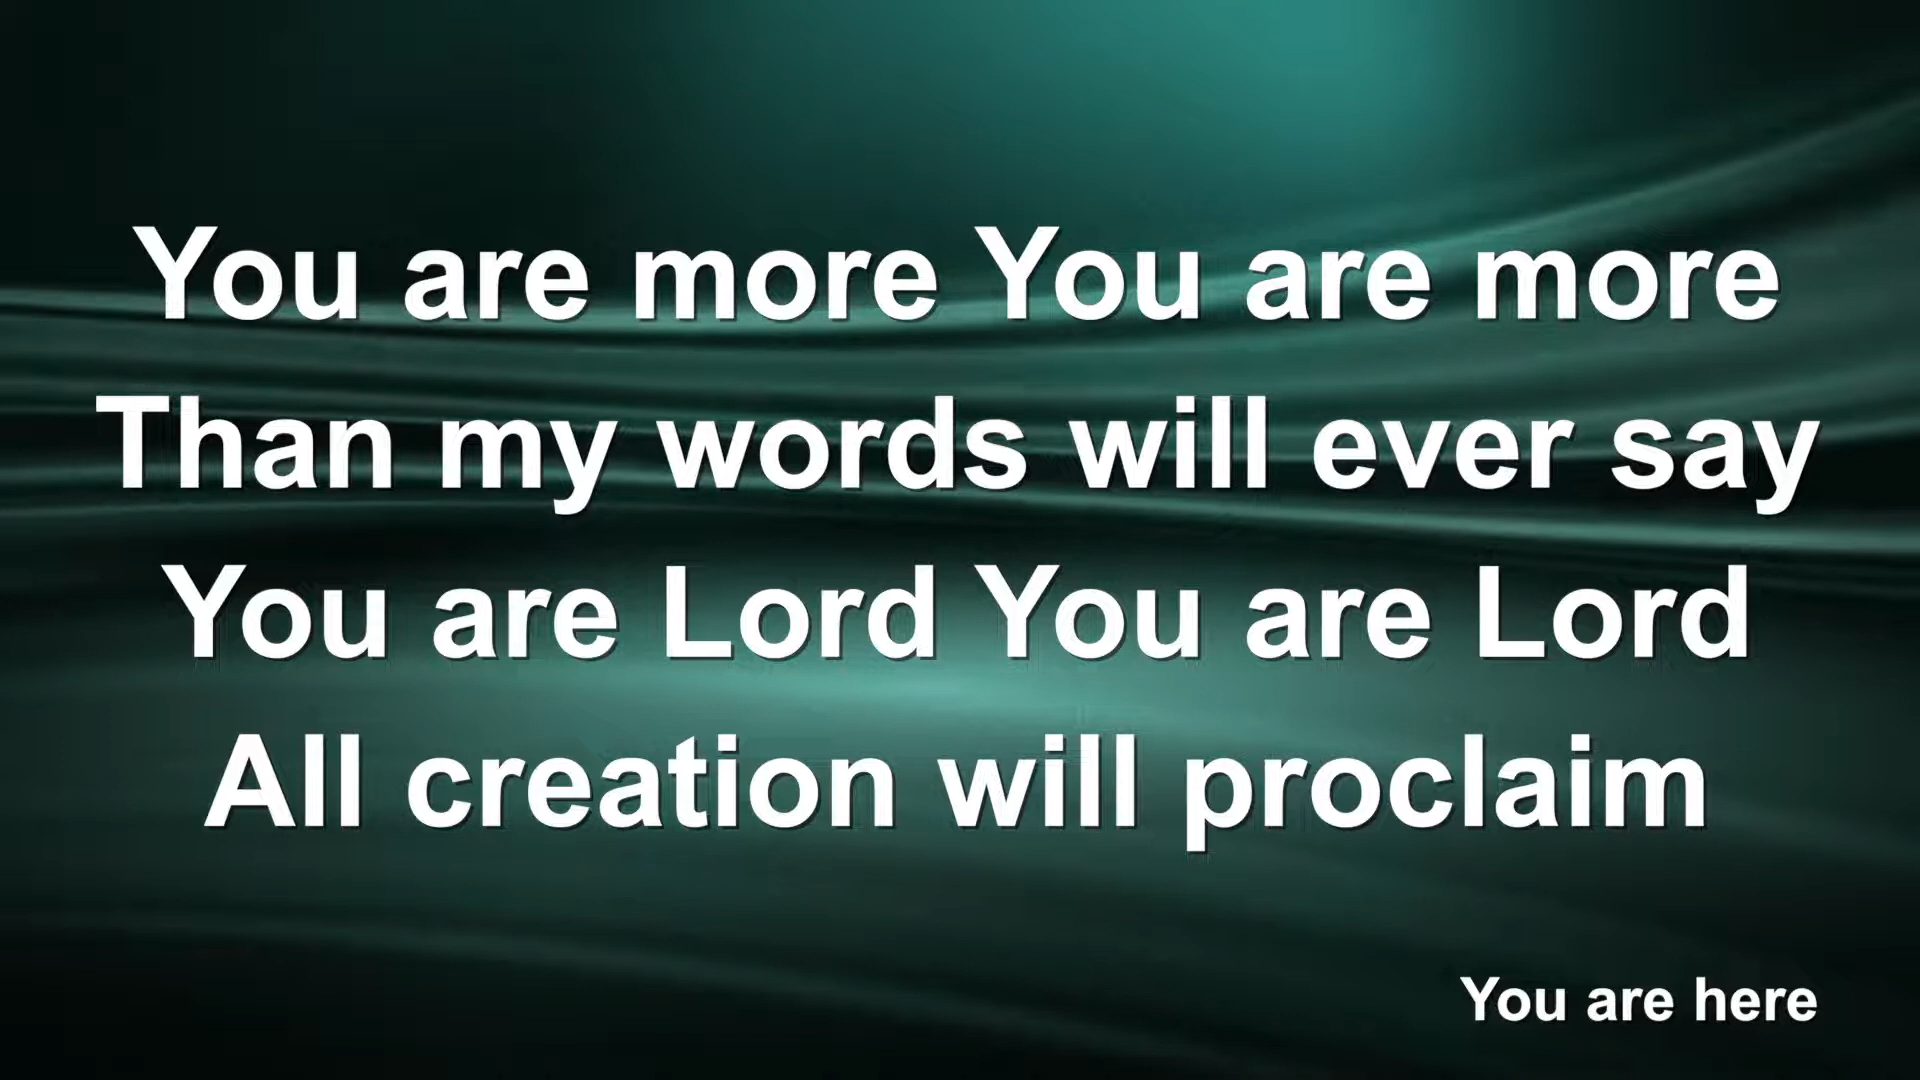 You are more You are more
Than my words will ever say
You are Lord You are Lord
All creation will proclaim
You are here